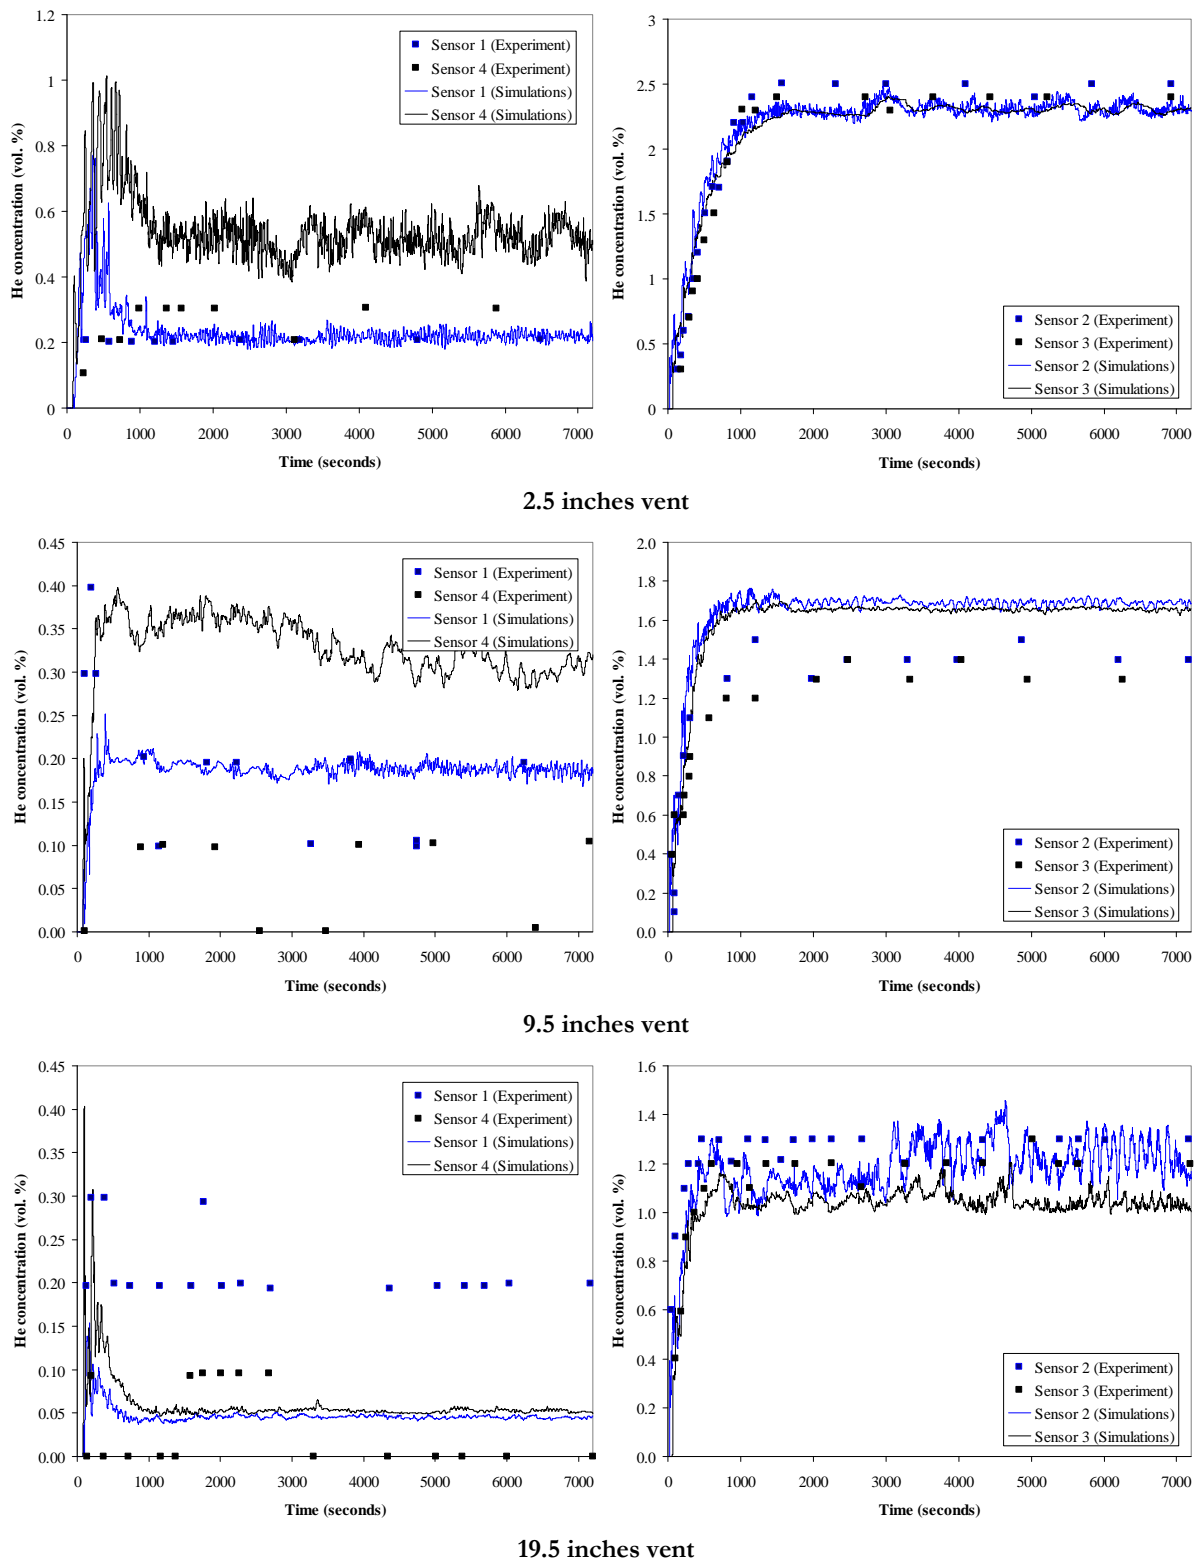 1.2
1
0.8
0.6
0.4
0.2
0
He concentration (vol. %)
0 1000 2000 3000 4000 5000 6000 7000
Time (seconds)
Sensor 1 (Experiment)
Sensor 4 (Experiment)
Sensor 1 (Simulations)
Sensor 4 (Simulations)
3
2.5
2
1.5
1
0.5
0
He concentration (vol. %)
0 1000 2000 3000 4000 5000 6000 7000
Time (seconds)
Sensor 2 (Experiment)
Sensor 3 (Experiment)
Sensor 2 (Simulations)
Sensor 3 (Simulations)
2.5 inches vent
0.45
0.40
0.35
0.30
0.25
0.20
0.15
0.10
0.05
0.00
He concentration (vol. %)
0 1000 2000 3000 4000 5000 6000 7000
Time (seconds)
Sensor 1 (Experiment)
Sensor 4 (Experiment)
Sensor 1 (Simulations)
Sensor 4 (Simulations)
2.0
1.8
1.6
1.4
1.2
1.0
0.8
0.6
0.4
0.2
0.0
He concentration (vol. %)
0 1000 2000 3000 4000 5000 6000 7000
Time (seconds)
Sensor 2 (Experiment)
Sensor 3 (Experiment)
Sensor 2 (Simulations)
Sensor 3 (Simulations)
9.5 inches vent
0.45
0.40
0.35
0.30
0.25
0.20
0.15
0.10
0.05
0.00
He concentration (vol. %)
0 1000 2000 3000 4000 5000 6000 7000
Time (seconds)
Sensor 1 (Experiment)
Sensor 4 (Experiment)
Sensor 1 (Simulations)
Sensor 4 (Simulations)
1.6
1.4
1.2
1.0
0.8
0.6
0.4
0.2
0.0
He concentration (vol. %)
0 1000 2000 3000 4000 5000 6000 7000
Time (seconds)
Sensor 2 (Experiment)
Sensor 3 (Experiment)
Sensor 2 (Simulations)
Sensor 3 (Simulations)
19.5 inches vent